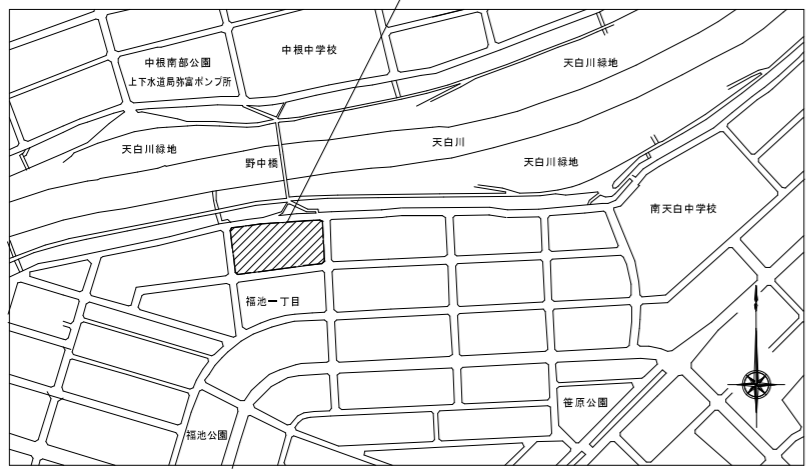 中根中学校
中根南部公園
上下水道局弥富ポンプ所
天白川緑地
天白川緑地
野中橋
天白川
天白川緑地
南天白中学校
福池一丁目
笹原公園
福池公園